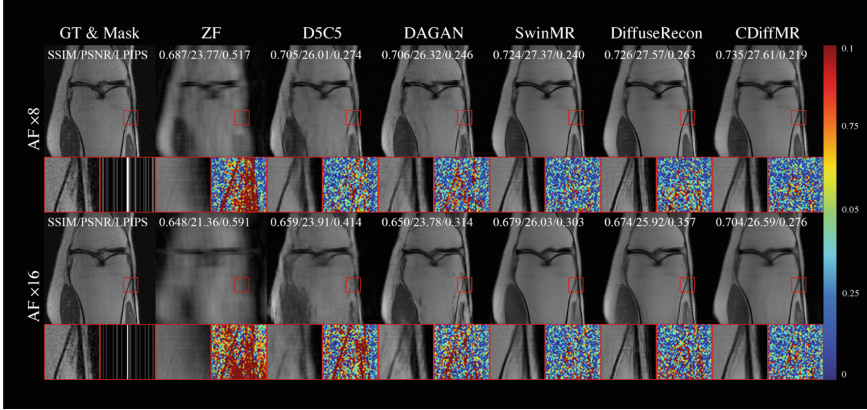 GT & Mask ZF D5C5 DAGAN SwinMR DiffuseRecon CDiffMR
AF ×8
SSIM/PSNR/LPIPS 0.687/23.77/0.517 0.705/26.01/0.274 0.706/26.32/0.246 0.724/27.37/0.240 0.726/27.57/0.263 0.735/27.61/0.219
AF ×16
SSIM/PSNR/LPIPS 0.648/21.36/0.591 0.659/23.91/0.414 0.650/23.78/0.314 0.679/26.03/0.303 0.674/25.92/0.357 0.704/26.59/0.276
0.1
0.75
0.5
0.25
0